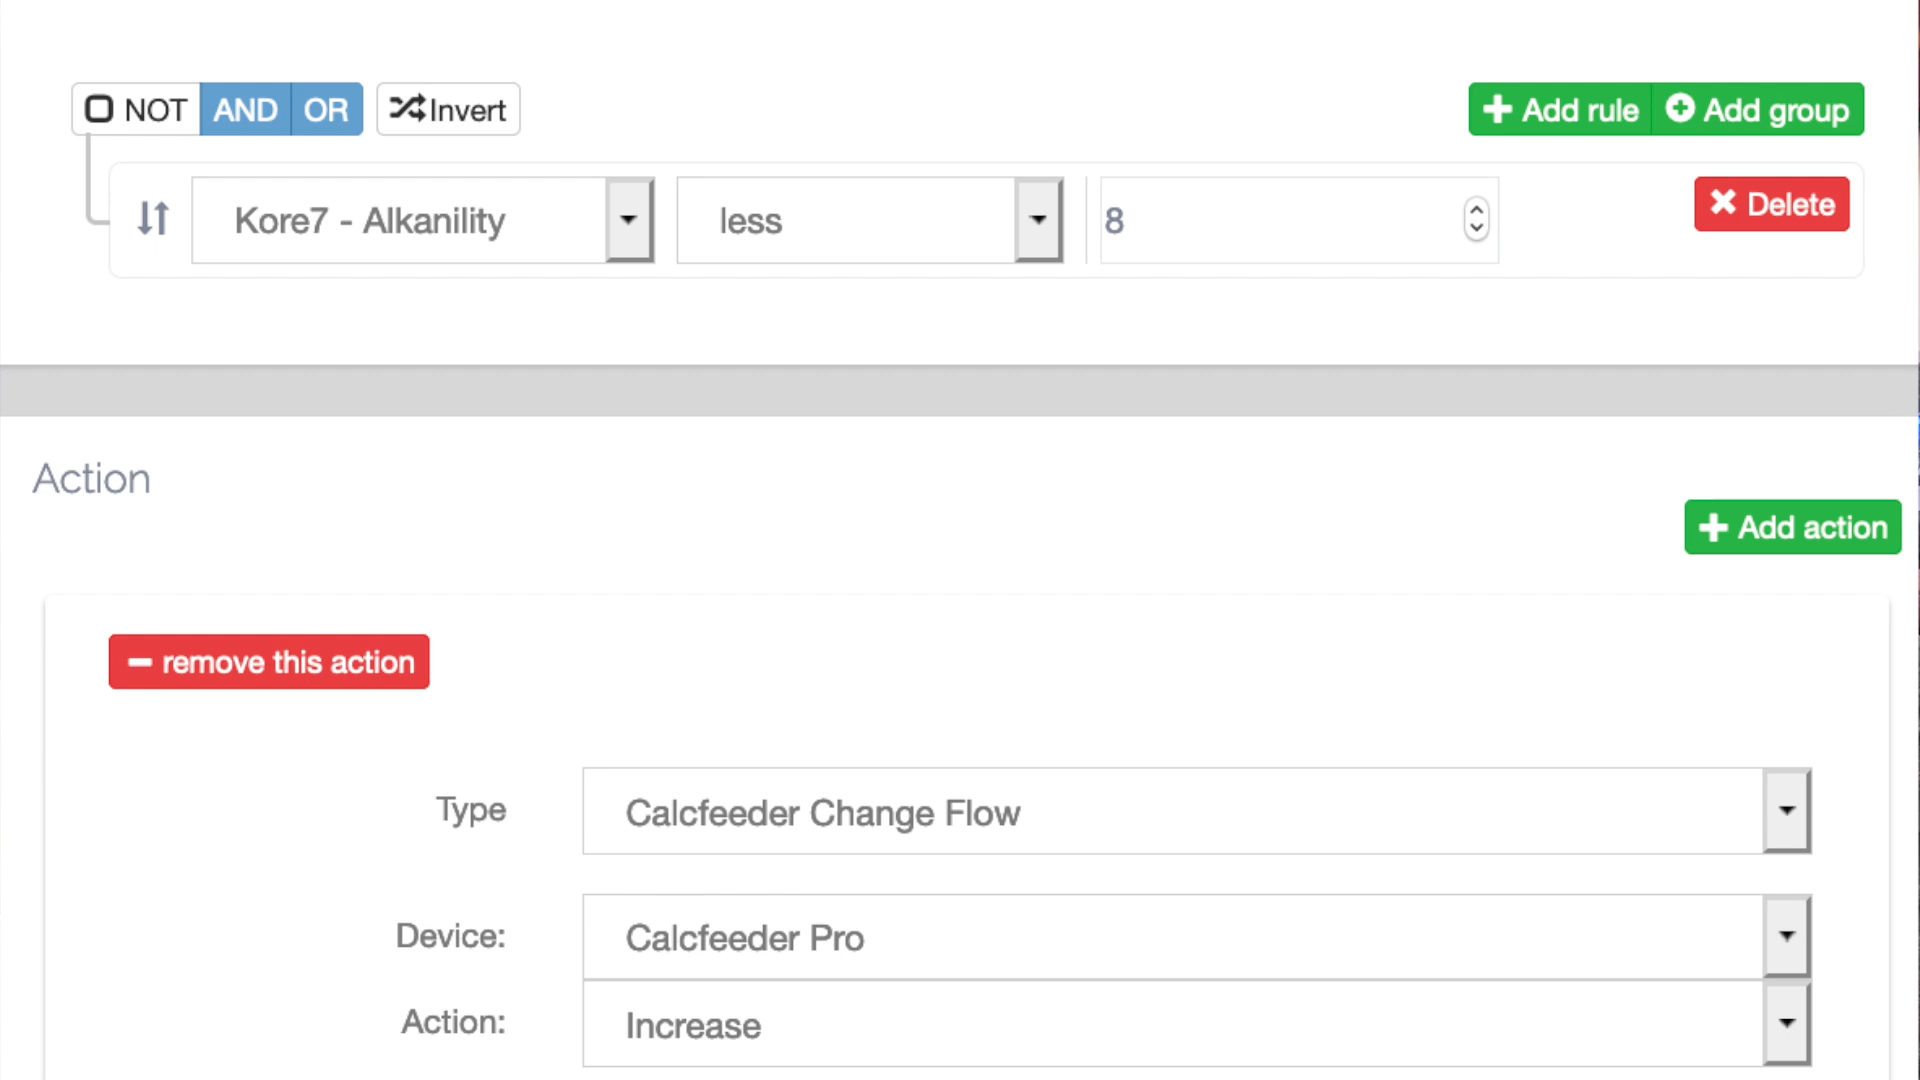 NOT AND OR Invert + Add rule Add group
Kore7 - Alkanility less 8 Delete
Action
Add action
remove this action
Type Calcfeeder Change Flow
Device: Calcfeeder Pro
Action: Increase